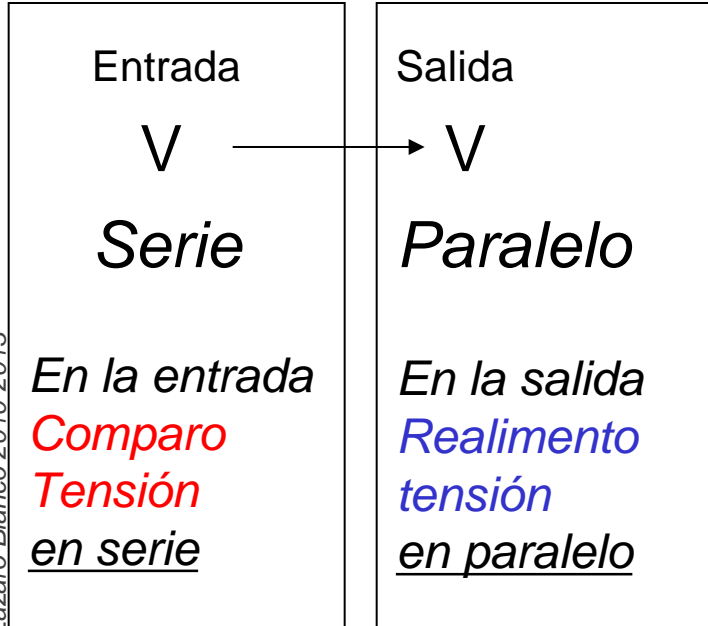 Entrada
V
Serie
En la entrada
Comparo
Tensión
en serie
Salida
V
Paralelo
En la salida
Realimento
tensión
en paralelo